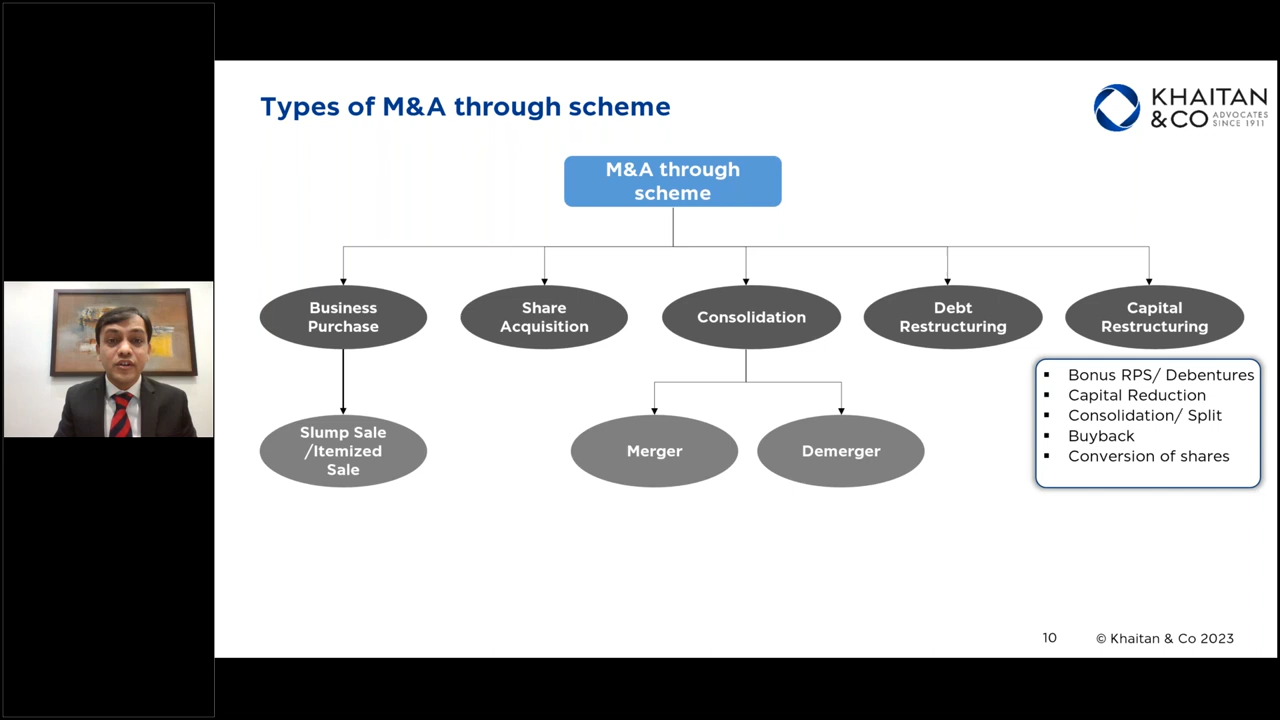 Types of M&A through scheme
KHAITAN
&CO ADVOCATES
SINCE 1911
M&A through
scheme
Business
Purchase
Share
Acquisition
Consolidation
Debt
Restructuring
Capital
Restructuring
▪ Bonus RPS/ Debentures
▪ Capital Reduction
▪ Consolidation/ Split
▪ Buyback
▪ Conversion of shares
Slump Sale
/Itemized
Sale
Merger
Demerger
10
© Khaitan & Co 2023